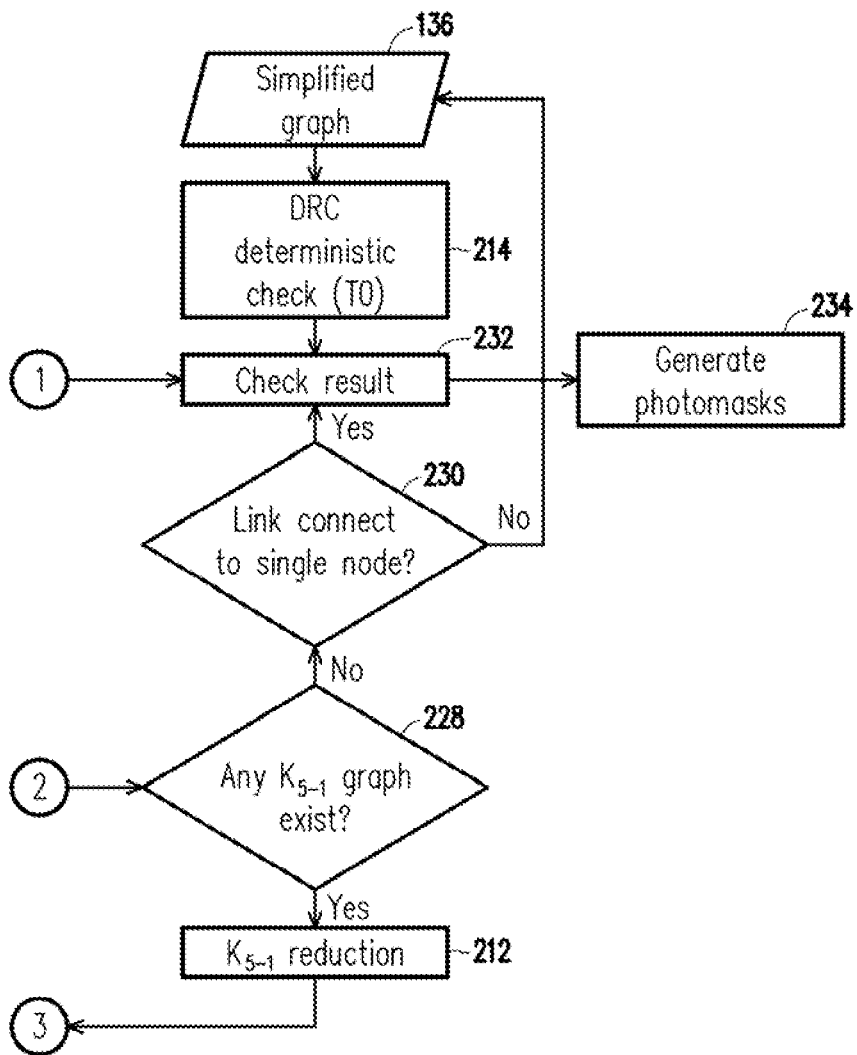 136
Simplified
graph
DRC
deterministic
check (T0)
214
232
234
1
Check result
Generate
photomasks
Yes
230
Link connect
to single node?
No
No
228
2
Any K5-1 graph
exist?
Yes
K5-1 reduction
212
3